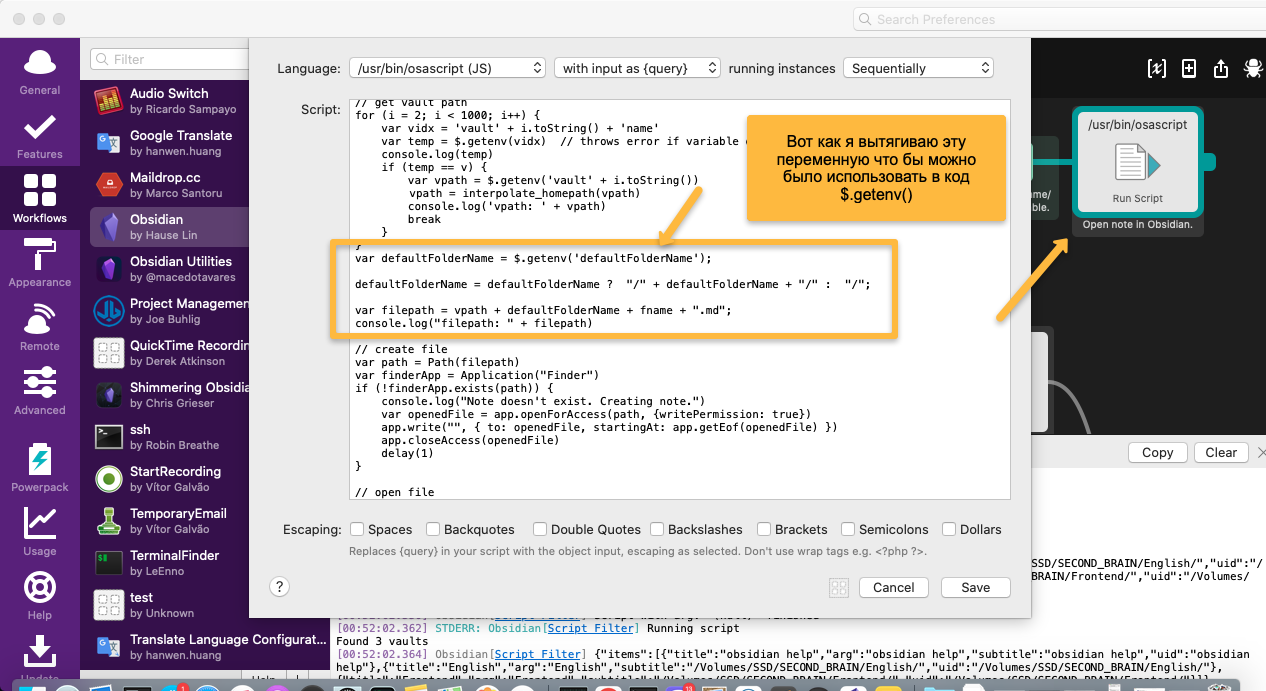 Search Preferences
General
Features
Workflows
Appearance
Remote
Advanced
Powerpack
Usage
Help
Update
Filter
Audio Switch
by Ricardo Sampayo
Google Translate
by hanwen.huang
Maildrop.cc
by Marco Santoru
Obsidian
by Hause Lin
Obsidian Utilities
by @macedotavares
Project Managemen
by Joe Buhlig
QuickTime Recordin
by Derek Atkinson
Shimmering Obsidia
by Chris Grieser
ssh
by Robin Breathe
StartRecording
by Vítor Galvão
TemporaryEmail
by Vítor Galvão
TerminalFinder
by LeEnno
test
by Unknown
Translate Language Configurat...
by hanwen.huang
Language: /usr/bin/osascript (JS) with input as {query} running instances Sequentially
Script:
// get vault path
for (i = 2; i < 1000; i++) {
var vidx = 'vault' + i.toString() + 'name'
var temp = $.getenv(vidx) // throws error if variable
console.log(temp)
if (temp == v) {
var vpath = $.getenv('vault' + i.toString())
vpath = interpolate_homepath(vpath)
console.log('vpath: ' + vpath)
break
}
}
var defaultFolderName = $.getenv('defaultFolderName');
defaultFolderName = defaultFolderName ? "/" + defaultFolderName + "/" : "/";
var filepath = vpath + defaultFolderName + fname + ".md";
console.log("filepath: " + filepath)
// create file
var path = Path(filepath)
var finderApp = Application("Finder")
if (!finderApp.exists(path)) {
console.log("Note doesn't exist. Creating note.")
var openedFile = app.openForAccess(path, {writePermission: true})
app.write("", { to: openedFile, startingAt: app.getEof(openedFile) })
app.closeAccess(openedFile)
delay(1)
}
// open file
Вот как я вытягиваю эту
переменную что бы можно
было использовать в код
$.getenv()
Escaping: Spaces Backquotes Double Quotes Backslashes Brackets Semicolons Dollars
Replaces {query} in your script with the object input, escaping as selected. Don't use wrap tags e.g. <?php ?>.
? Cancel Save
/usr/bin/osascript
Run Script
Open note in Obsidian.
me/
ble.
Copy Clear
SSD/SECOND_BRAIN/English/","uid":"/
BRAIN/Frontend/","uid":"/Volumes/
[00:52:02.362] STDERR: Obsidian[Script Filter] Running script
Found 3 vaults
[00:52:02.364] Obsidian[Script Filter] {"items":[{"title":"obsidian help","arg":"obsidian help","subtitle":"obsidian help","uid":"obsidian
help"},{"title":"English","arg":"English","subtitle":"/Volumes/SSD/SECOND_BRAIN/English/","uid":"/Volumes/SSD/SECOND_BRAIN/English/"},